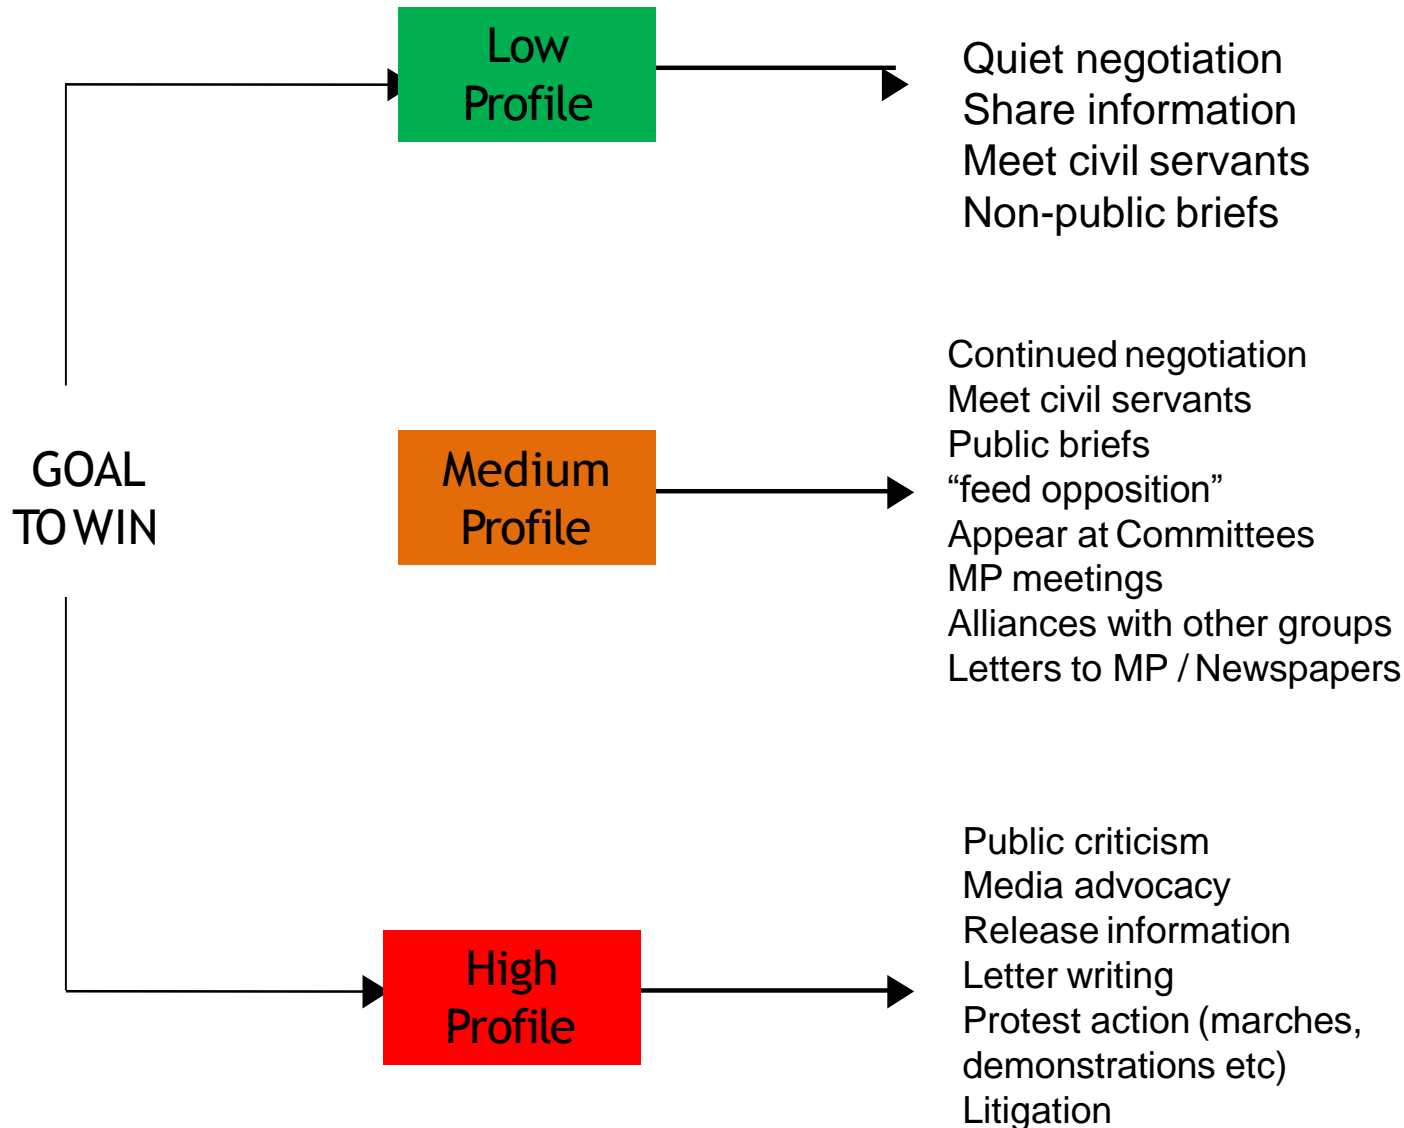 Low
Profile
Quiet negotiation
Share information
Meet civil servants
Non-public briefs
GOAL
TO WIN
Medium
Profile
Continued negotiation
Meet civil servants
Public briefs
“feed opposition”
Appear at Committees
MP meetings
Alliances with other groups
Letters to MP / Newspapers
High
Profile
Public criticism
Media advocacy
Release information
Letter writing
Protest action (marches,
demonstrations etc)
Litigation